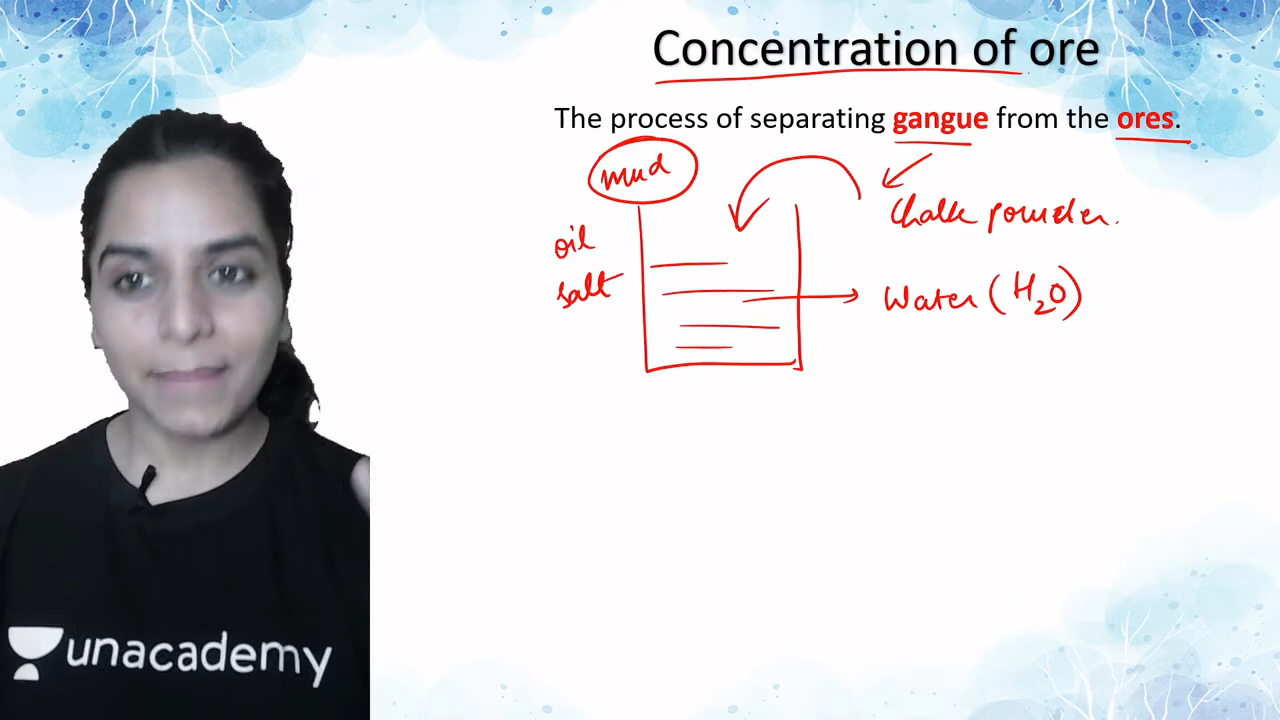 Concentration of ore
The process of separating gangue from the ores.
mud
Chalk powder.
oil
salt
Water (H₂O)
unacademy